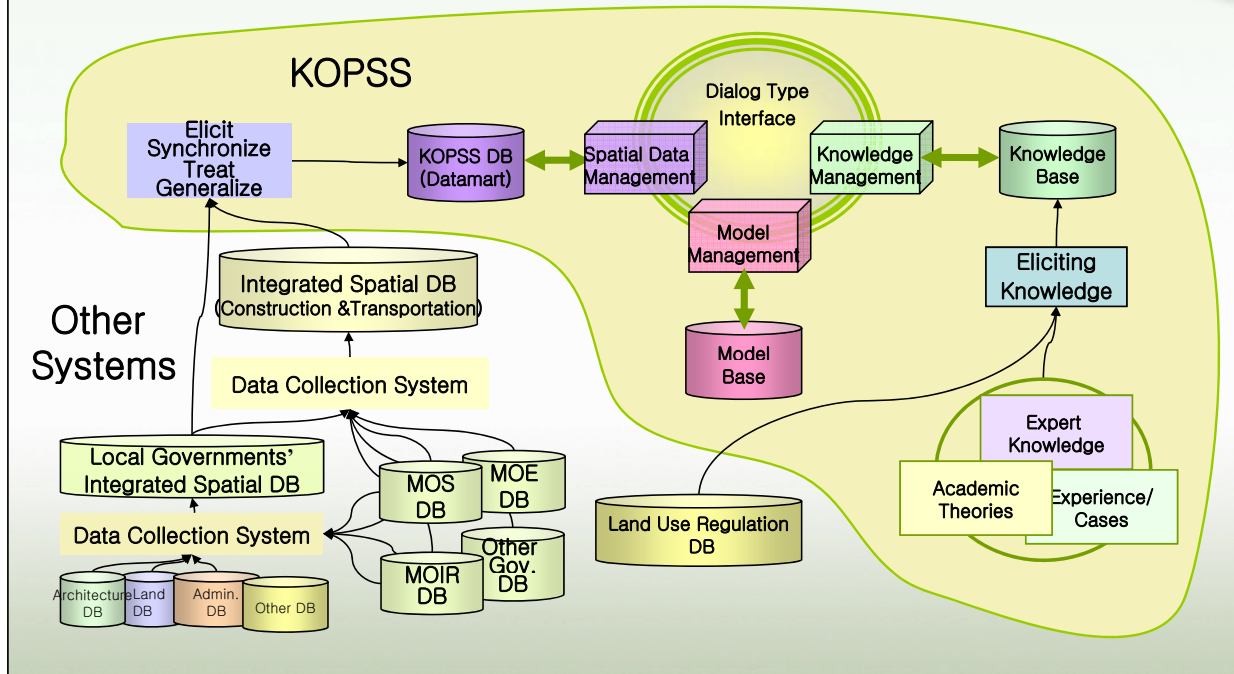 KOPSS
Dialog Type
Interface
Elicit
Synchronize
Treat
Generalize
KOPSS DB
(Datamart)
Spatial Data
Management
Knowledge
Management
Knowledge
Base
Model
Management
Eliciting
Knowledge
Integrated Spatial DB
(Construction &Transportation)
Other
Systems
Model
Base
Data Collection System
Expert
Knowledge
Local Governments’
Integrated Spatial DB
MOS
DB
MOE
DB
Academic
Theories
Experience/
Cases
Land Use Regulation
DB
Data Collection System
Other
Gov.
DB
MOIR
DB
Architecture
DB
Land
DB
Admin.
DB
Other DB